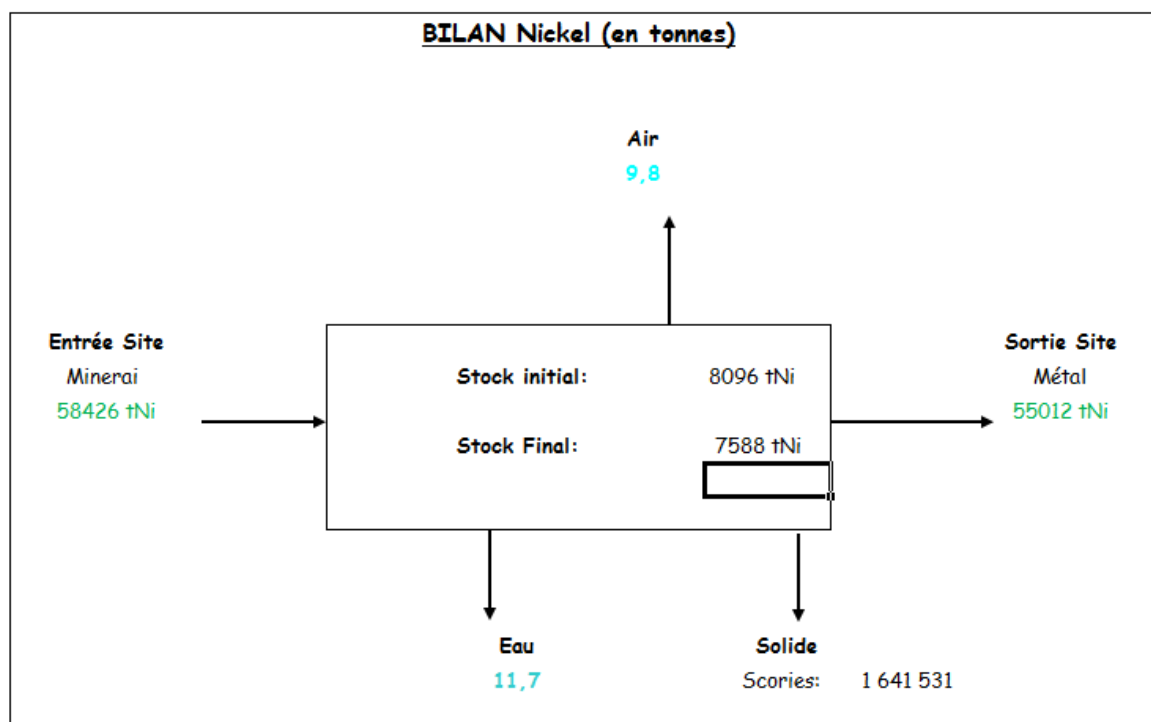 BILAN Nickel (en tonnes)
Air
9,8
Entrée Site
Minerai
58426 tNi
Stock initial: 8096 tNi
Stock Final: 7588 tNi
Sortie Site
Métal
55012 tNi
Eau
11,7
Solide
Scories: 1 641 531